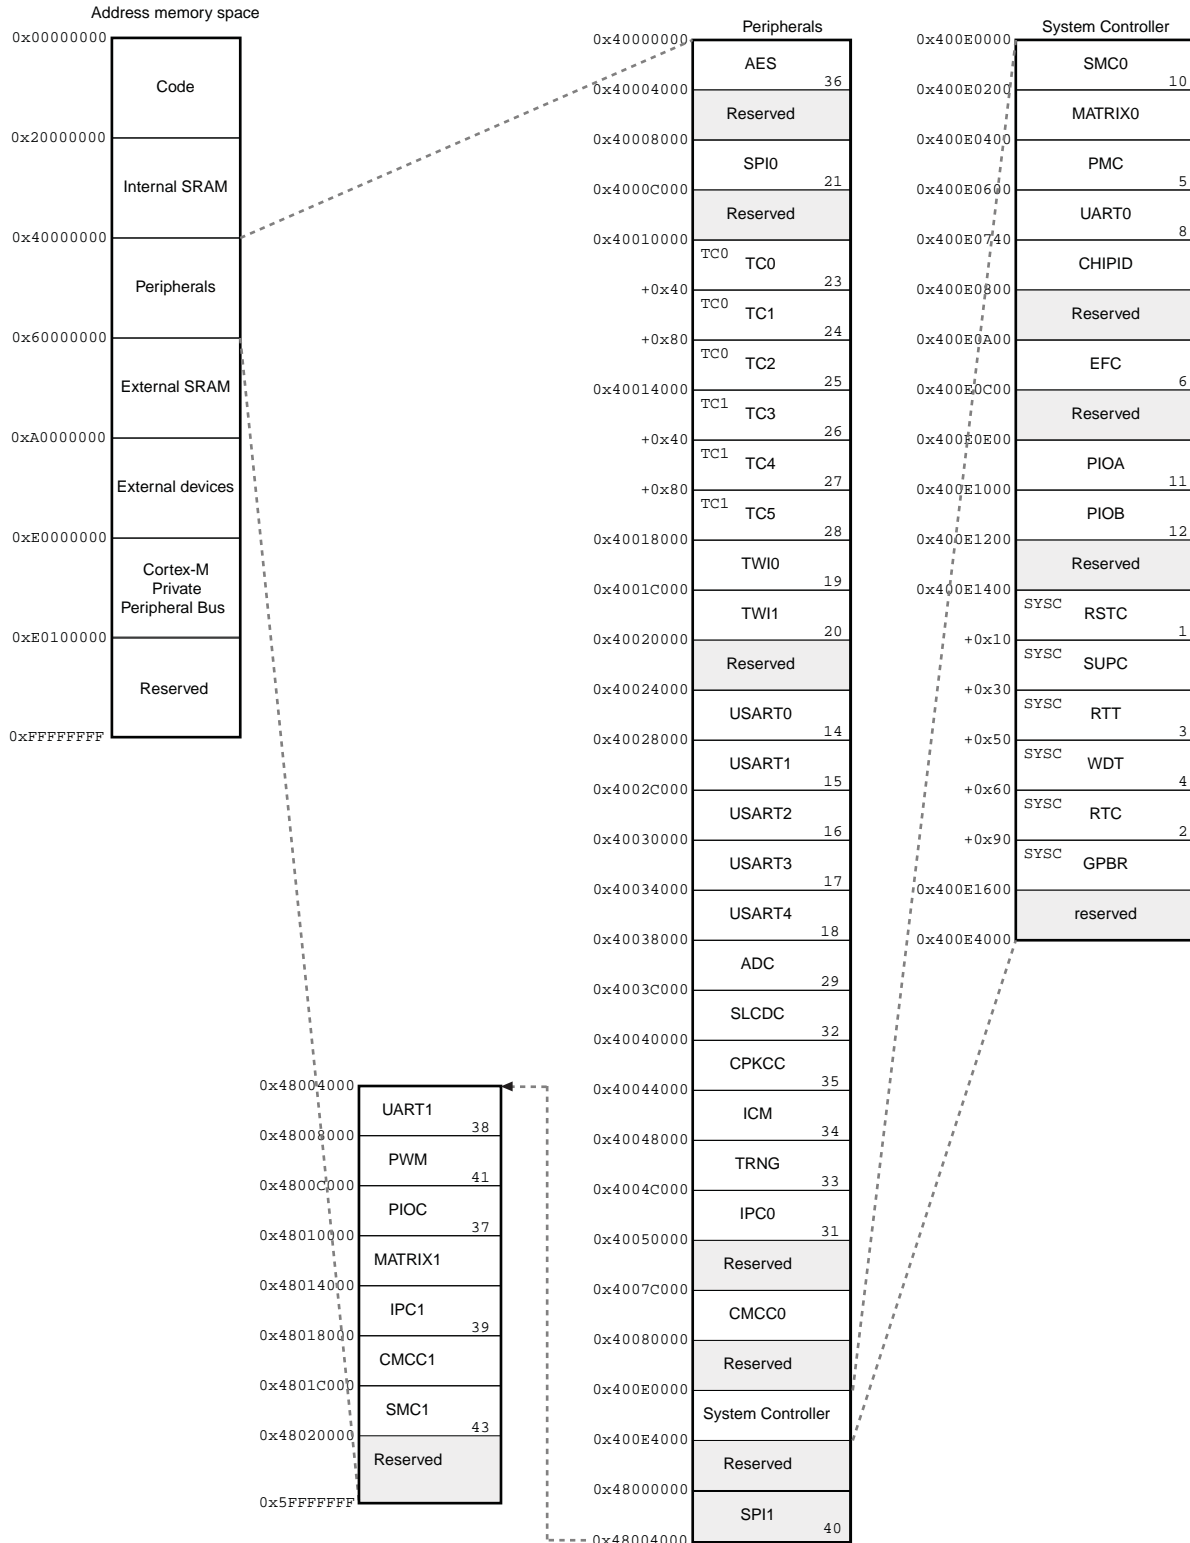 Address memory space
0x00000000
Code
0x20000000
Internal SRAM
0x40000000
Peripherals
0x60000000
External SRAM
0xA0000000
External devices
0xE0000000
Cortex-M
Private
Peripheral Bus
0xE0100000
Reserved
0xFFFFFFFF
0x48004000
UART1
38
0x48008000
PWM
41
0x4800C000
PIOC
37
0x48010000
MATRIX1
0x48014000
IPC1
39
0x48018000
CMCC1
0x4801C000
SMC1
43
0x48020000
Reserved
0x5FFFFFFF
Peripherals
0x40000000
AES
36
0x40004000
Reserved
0x40008000
SPI0
21
0x4000C000
Reserved
0x40010000
TC0
TC0
23
+0x40
TC0
TC1
24
+0x80
TC0
TC2
25
0x40014000
TC1
TC3
26
+0x40
TC1
TC4
27
+0x80
TC1
TC5
28
0x40018000
TWI0
19
0x4001C000
TWI1
20
0x40020000
Reserved
0x40024000
USART0
14
0x40028000
USART1
15
0x4002C000
USART2
16
0x40030000
USART3
17
0x40034000
USART4
18
0x40038000
ADC
29
0x4003C000
SLCDC
32
0x40040000
CPKCC
35
0x40044000
ICM
34
0x40048000
TRNG
33
0x4004C000
IPC0
31
0x40050000
Reserved
0x4007C000
CMCC0
0x40080000
Reserved
0x400E0000
System Controller
0x400E4000
Reserved
0x48000000
SPI1
40
0x48004000
System Controller
0x400E0000
SMC0
10
0x400E0200
MATRIX0
0x400E0400
PMC
5
0x400E0600
UART0
8
0x400E0740
CHIPID
0x400E0800
Reserved
0x400E0A00
EFC
6
0x400E0C00
Reserved
0x400E0E00
PIOA
11
0x400E1000
PIOB
12
0x400E1200
Reserved
0x400E1400
SYSC
RSTC
1
+0x10
SYSC
SUPC
+0x30
SYSC
RTT
3
+0x50
SYSC
WDT
4
+0x60
SYSC
RTC
2
+0x90
SYSC
GPBR
0x400E1600
reserved
0x400E4000